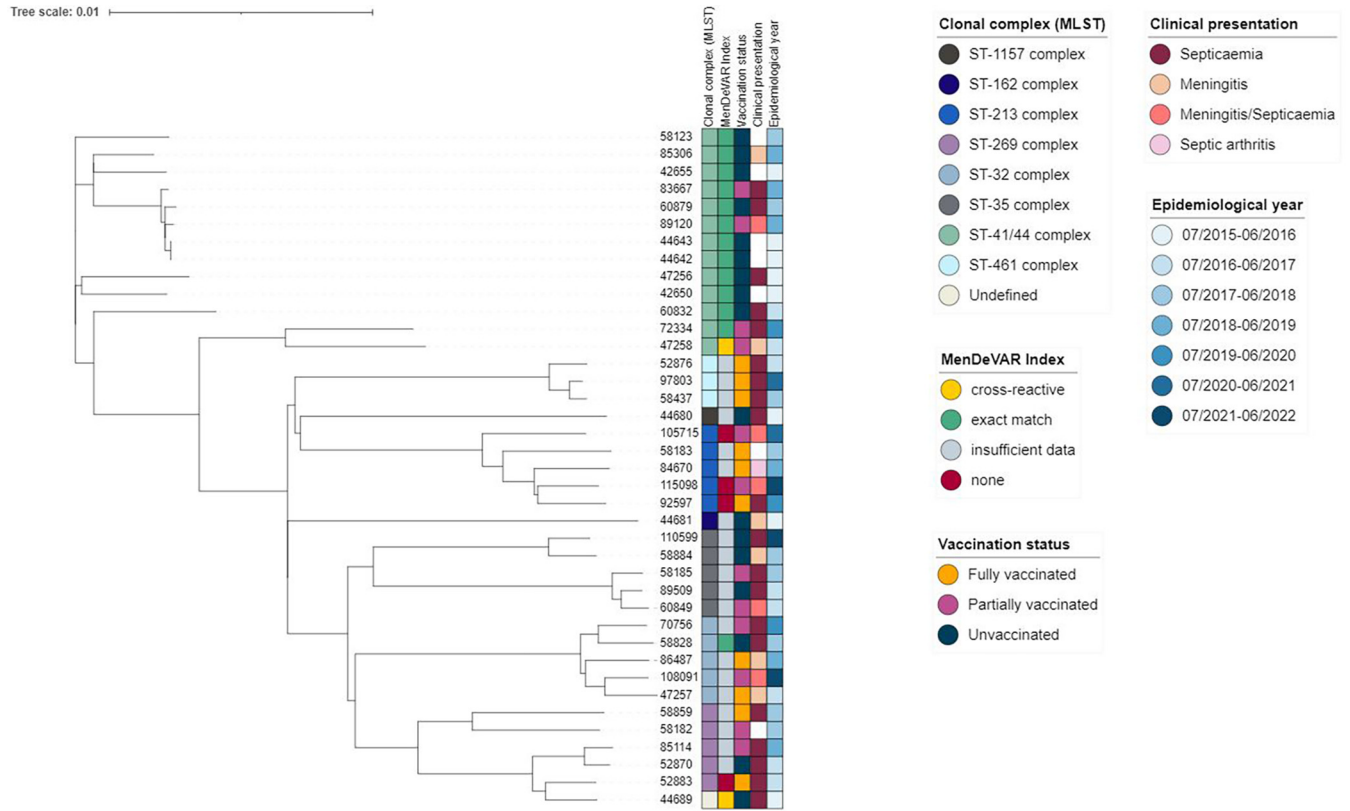 Tree scale: 0.01
Clonal complex (MLST)
MenDeVAR Index
Vaccination status
Clinical presentation
Epidemiological year
58123
85306
42655
83667
60879
89120
44643
44642
47256
42650
60832
72334
47258
52876
97803
58437
44680
105715
58183
84670
115098
92597
44681
110599
58884
58185
89509
60849
70756
58828
86487
108091
47257
58859
58182
85114
52870
52883
44689
Clonal complex (MLST)
ST-1157 complex
ST-162 complex
ST-213 complex
ST-269 complex
ST-32 complex
ST-35 complex
ST-41/44 complex
ST-461 complex
Undefined
MenDeVAR Index
cross-reactive
exact match
insufficient data
none
Vaccination status
Fully vaccinated
Partially vaccinated
Unvaccinated
Clinical presentation
Septicaemia
Meningitis
Meningitis/Septicaemia
Septic arthritis
Epidemiological year
07/2015-06/2016
07/2016-06/2017
07/2017-06/2018
07/2018-06/2019
07/2019-06/2020
07/2020-06/2021
07/2021-06/2022